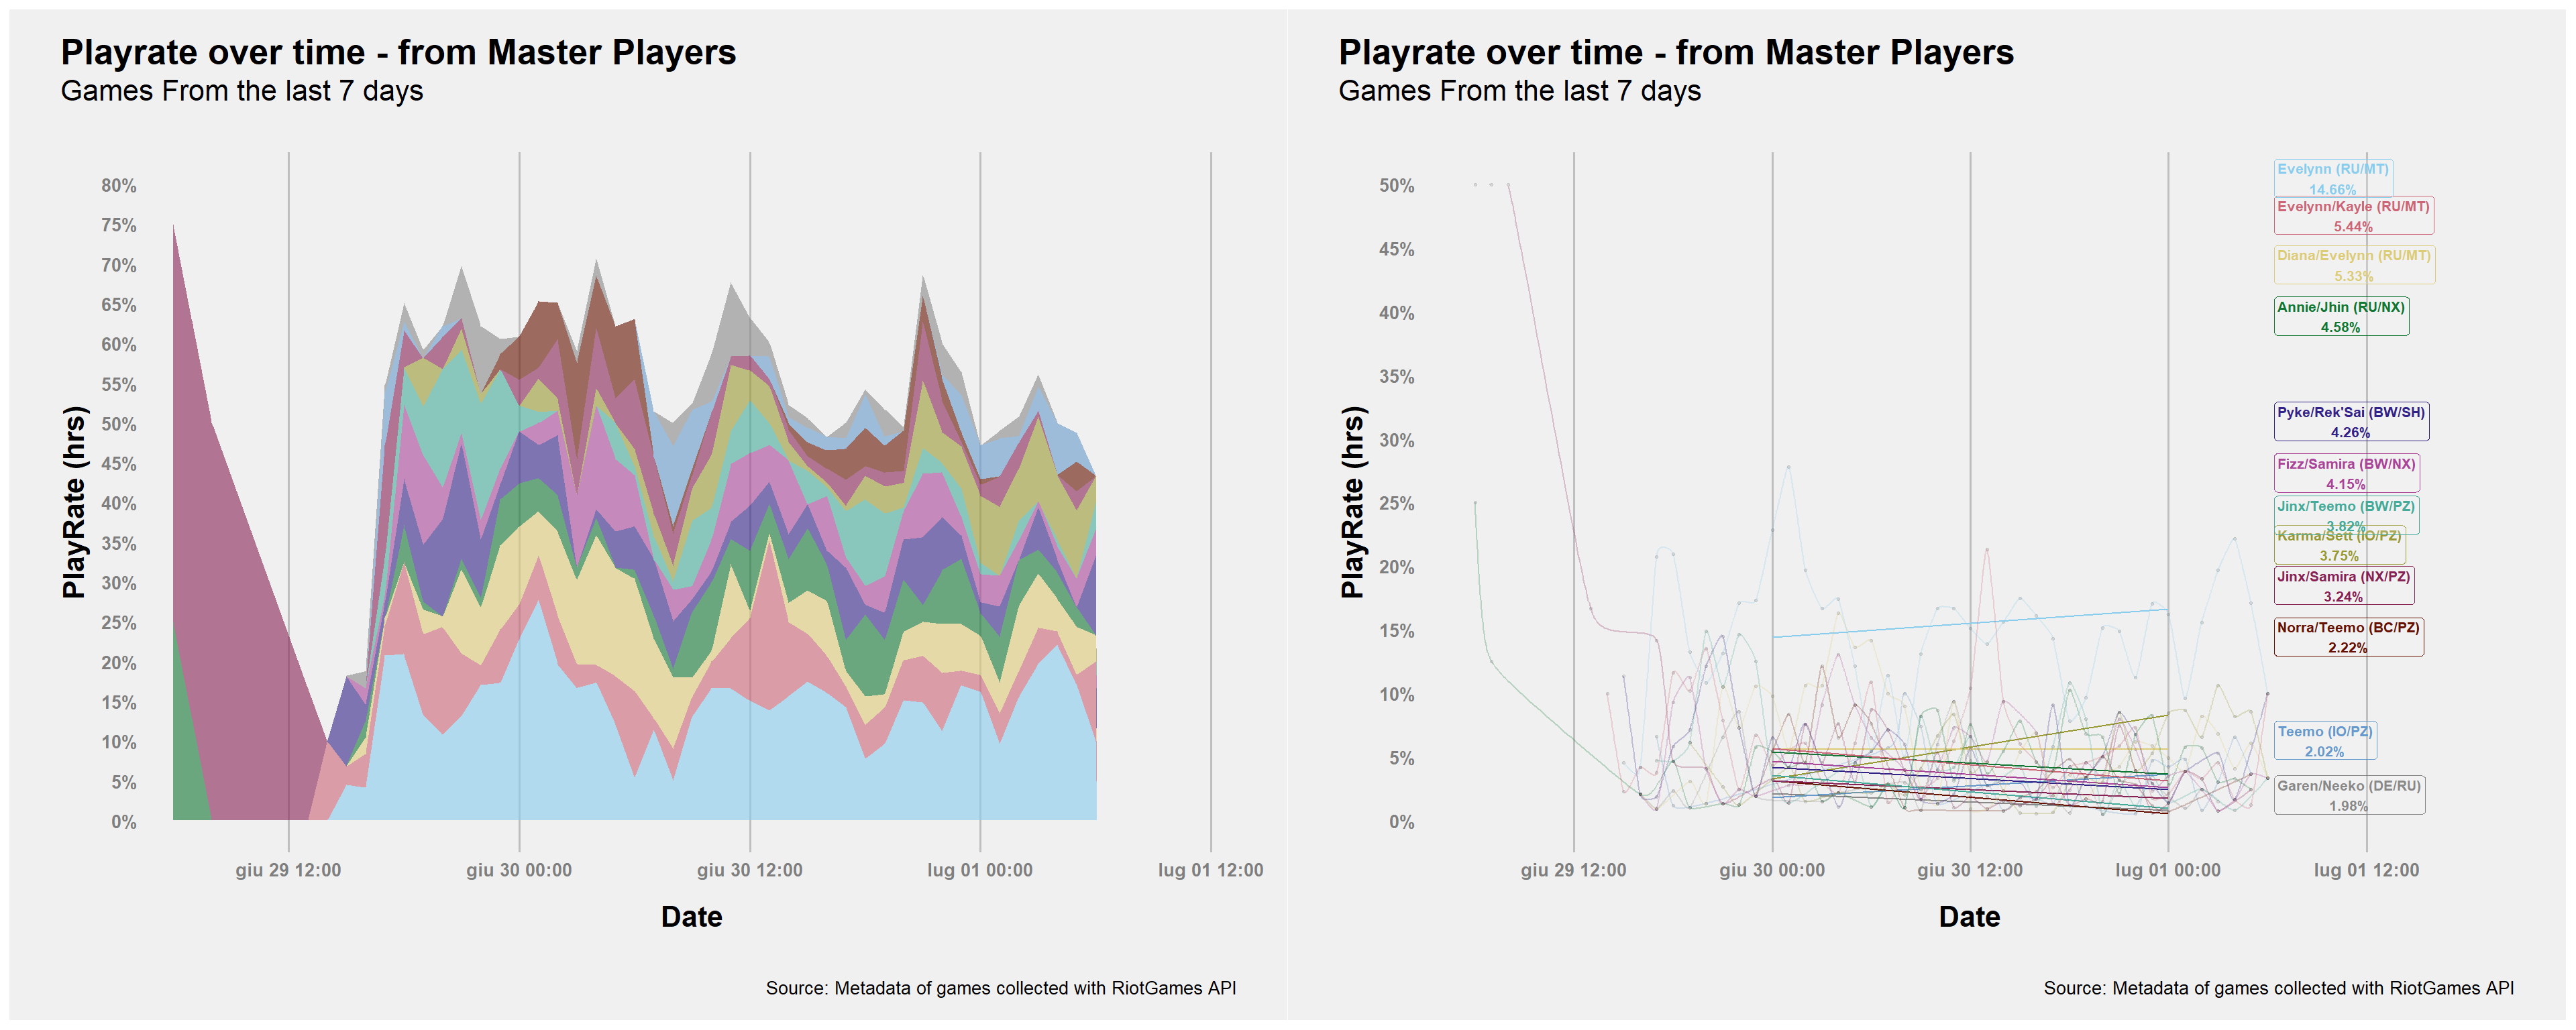 Playrate over time - from Master Players
Games From the last 7 days
PlayRate (hrs)
80%
75%
70%
65%
60%
55%
50%
45%
40%
35%
30%
25%
20%
15%
10%
5%
0%
giu 29 12:00
giu 30 00:00
giu 30 12:00
lug 01 00:00
lug 01 12:00
Date
Source: Metadata of games collected with RiotGames API
Playrate over time - from Master Players
Games From the last 7 days
PlayRate (hrs)
50%
45%
40%
35%
30%
25%
20%
15%
10%
5%
0%
Evelynn (RU/MT)
14.66%
Evelynn/Kayle (RU/MT)
5.44%
Diana/Evelynn (RU/MT)
5.33%
Annie/Jhin (RU/NX)
4.58%
Pyke/Rek'Sai (BW/SH)
4.26%
Fizz/Samira (BW/NX)
4.15%
Jinx/Teemo (BW/PZ)
3.82%
Karma/Sett (IO/PZ)
3.75%
Jinx/Samira (NX/PZ)
3.24%
Norra/Teemo (BC/PZ)
2.22%
Teemo (IO/PZ)
2.02%
Garen/Neeko (DE/RU)
1.98%
giu 29 12:00
giu 30 00:00
giu 30 12:00
lug 01 00:00
lug 01 12:00
Date
Source: Metadata of games collected with RiotGames API